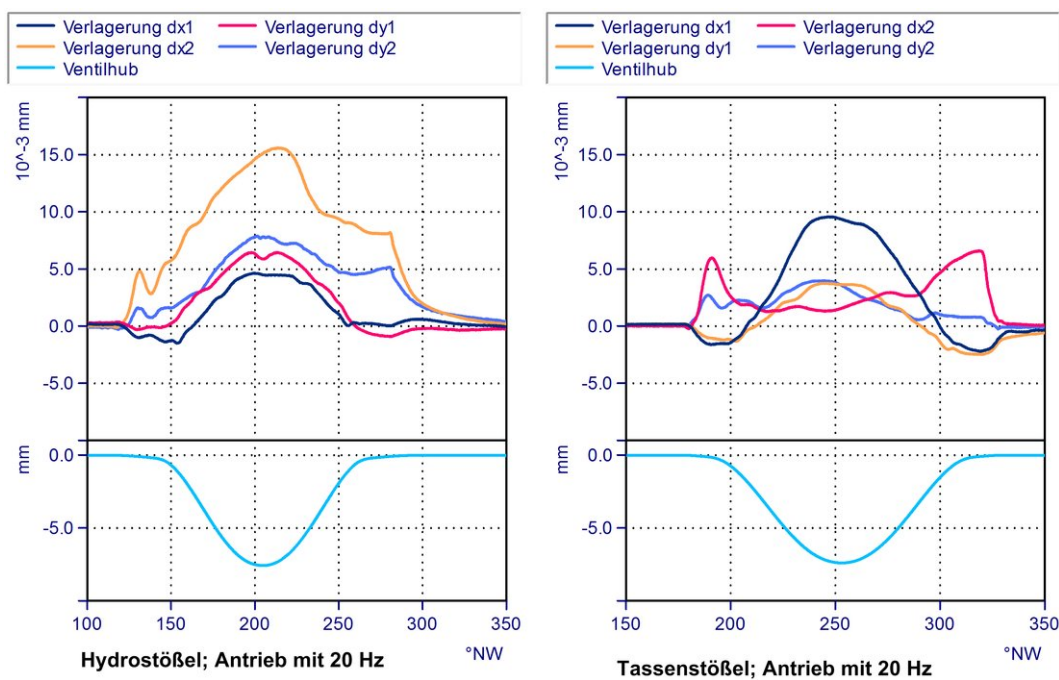 Verlagerung dx1 Verlagerung dy1
Verlagerung dx2 Verlagerung dy2
Ventilhub
10^-3 mm
15.0
10.0
5.0
0.0
-5.0
mm
0.0
-5.0
100 150 200 250 300 350
°NW
Hydrostößel; Antrieb mit 20 Hz
Verlagerung dx1 Verlagerung dx2
Verlagerung dy1 Verlagerung dy2
Ventilhub
10^-3 mm
15.0
10.0
5.0
0.0
-5.0
mm
0.0
-5.0
150 200 250 300 350
°NW
Tassenstößel; Antrieb mit 20 Hz